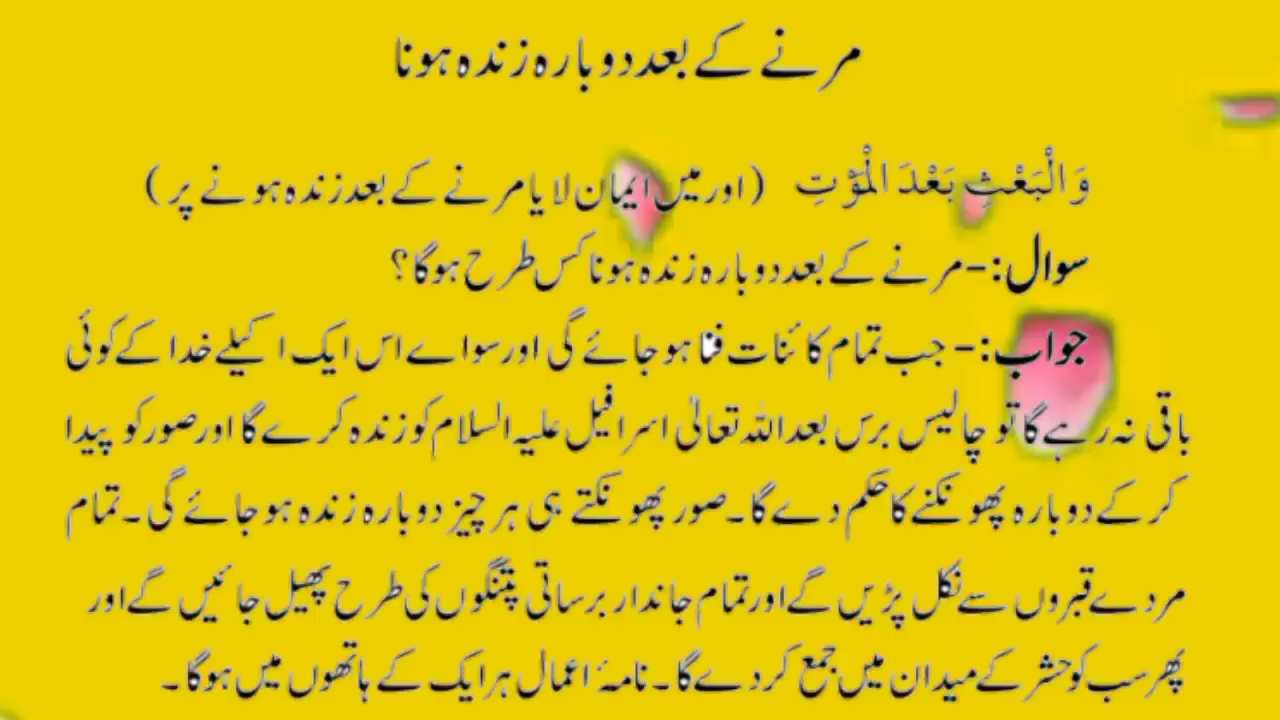 مرنے کے بعد دوبارہ زندہ ہونا
وَالْبَعْثِ بَعْدَ الْمَوْتِ (اور میں ایمان لایا مرنے کے بعد زندہ ہونے پر)
سوال:- مرنے کے بعد دوبارہ زندہ ہونا کس طرح ہوگا؟
جواب:- جب تمام کائنات فنا ہو جائے گی اور سواے اس ایک اکیلے خدا کے کوئی
باقی نہ رہے گا تو چالیس برس بعد اللہ تعالیٰ اسرافیل علیہ السلام کو زندہ کرے گا اور صور کو پیدا
کر کے دوبارہ پھونکنے کا حکم دے گا۔ صور پھونکتے ہی ہر چیز دوبارہ زندہ ہو جائے گی۔ تمام
مردے قبروں سے نکل پڑیں گے اور تمام جاندار برساتی پتنگوں کی طرح پھیل جائیں گے اور
پھر سب کو حشر کے میدان میں جمع کر دے گا۔ نامۂ اعمال ہر ایک کے ہاتھوں میں ہوگا۔